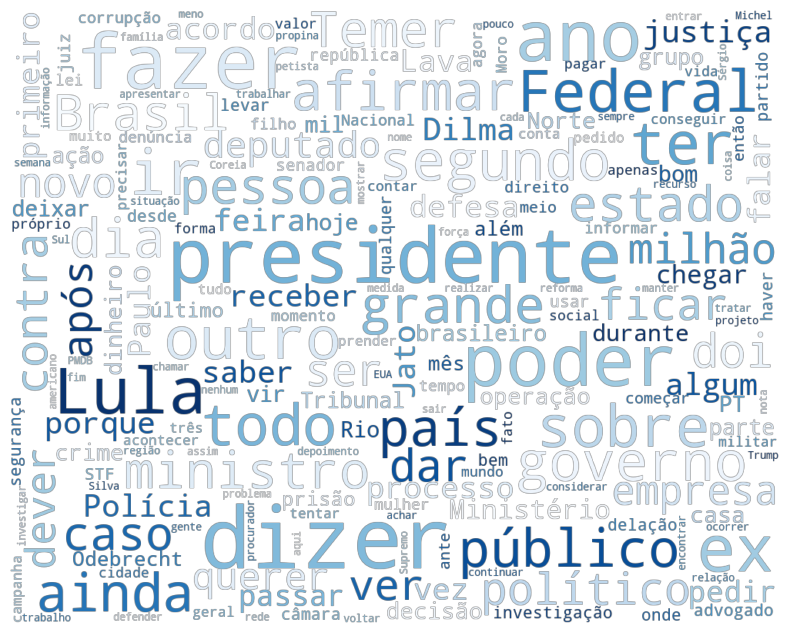 corrupção
meno
família
propina
petista
juiz
lei
primeiro
informação
fazer
acordo
Temer
república
agora
Lava
Moro
pouco
pagar
ano
entrar
Michel
justiça
grupo
vida
Sérgio
partido
apresentar
trabalhar
valor
levar
Brasil
afirmar
Federal
muito
denúncia
filho
mil
Nacional
Dilma
cada
Norte
sempre
conseguir
então
semana
ação
precisar
deputado
nome
conta
pedido
ter
novo
ir
Coreia
senador
mostrar
segundo
apenas
bom
coisa
recurso
falar
deixar
situação
pessoa
contar
direito
estado
próprio
desde
forma
feira
hoje
qualquer
defesa
meio
além
informar
Sul
dia
presidente
força
milhão
contra
após
dinheiro
Paulo
tudo
receber
medida
realizar
reforma
manter
chegar
último
momento
grande
usar
social
ficar
tratar
projeto
haver
outro
prender
Jato
brasileiro
durante
americano
PMDB
fim
chamar
nenhum
saber
ser
EUA
mês
tempo
poder
doi
Lula
vir
operação
começar
algum
todo
Tribunal
sair
PT
nota
porque
três
acontecer
Rio
país
fato
sobre
parte
militar
Segurança
crime
região
assim
depoimento
dar
bem
mundo
governo
Trump
STF
ministro
processo
considerar
dever
investigar
Silva
prisão
mulher
Ministério
empresa
Polícia
problema
tentar
achar
delação
casa
caso
gente
procurador
dizer
ante
público
ocorrer
encontrar
ex
Odebrecht
aqui
Supremo
cidade
querer
continuar
relação
Campanha
ainda
passar
ver
vez
político
pedir
trabalho
defender
geral
rede
câmara
voltar
decisão
investigação
onde
advogado